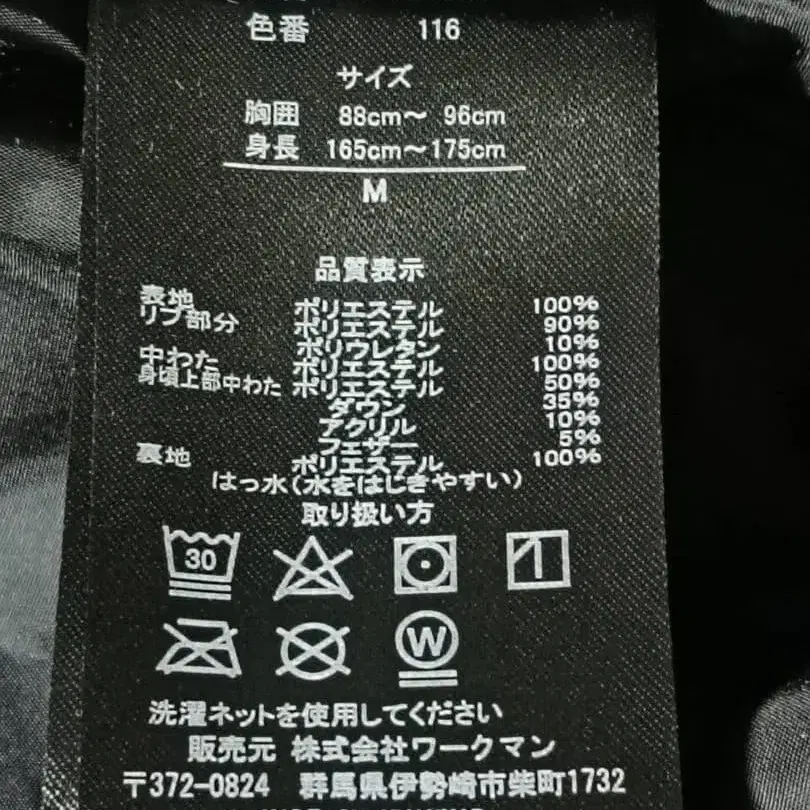 色番 116
サイズ
胸囲 88cm〜 96cm
身長 165cm〜175cm
M
品質表示
表地 ポリエステル 100%
リブ部分 ポリエステル 90%
ポリウレタン 10%
中わた ポリエステル 100%
身頃上部中わた ポリエステル 50%
ダウン 35%
アクリル 10%
フェザー 5%
裏地 ポリエステル 100%
はっ水(水をはじきやすい)
取り扱い方
30
W
洗濯ネットを使用してください
販売元 株式会社ワークマン
〒372-0824 群馬県伊勢崎市柴町1732